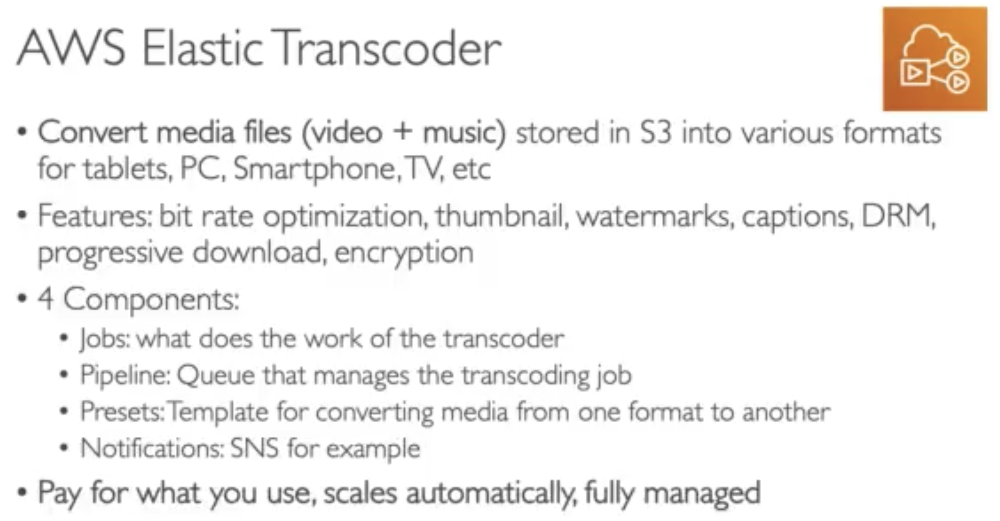 AWS Elastic Transcoder
• Convert media files (video + music) stored in S3 into various formats
for tablets, PC, Smartphone, TV, etc
• Features: bit rate optimization, thumbnail, watermarks, captions, DRM,
progressive download, encryption
• 4 Components:
• Jobs: what does the work of the transcoder
• Pipeline: Queue that manages the transcoding job
• Presets: Template for converting media from one format to another
• Notifications: SNS for example
• Pay for what you use, scales automatically, fully managed